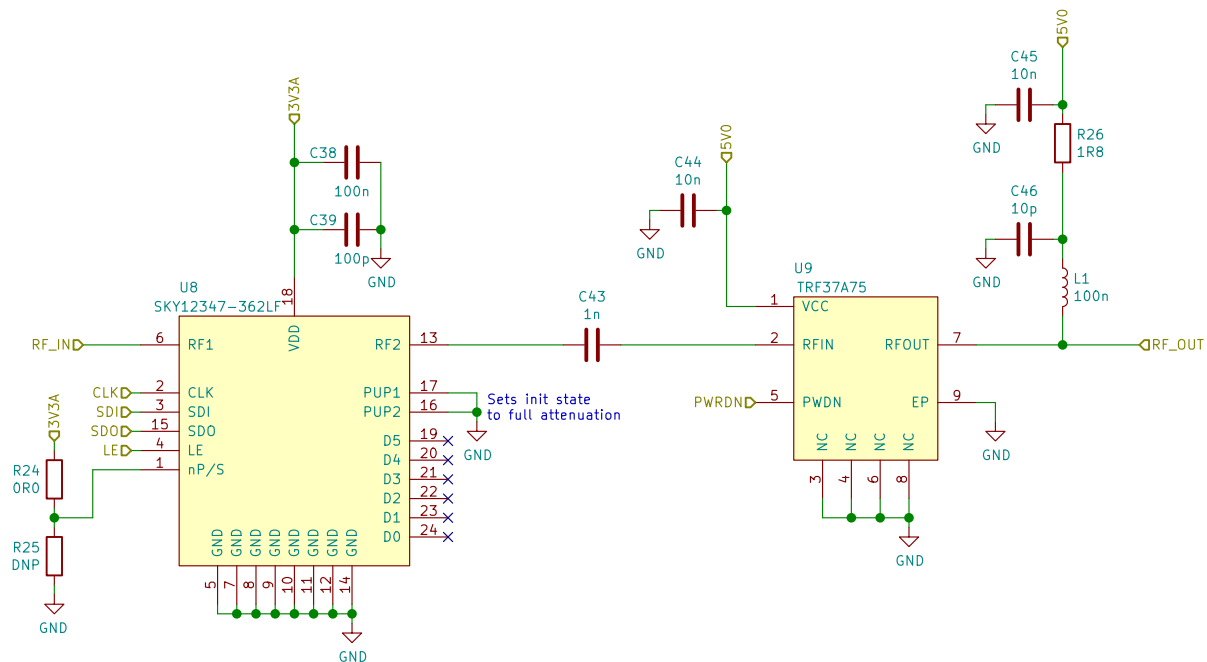 5V0
C45
10n
GND
R26
1R8
3V3A
C38
100n
C39
100p
GND
5V0
C44
10n
GND
C46
10p
GND
L1
100n
U8
SKY12347-362LF
18
VDD
RF_IN
6
RF1
CLK
2
CLK
SDI
3
SDI
SDO
15
SDO
LE
4
LE
1
nP/S
RF2
13
PUP1
17
PUP2
16
Sets init state
to full attenuation
GND
D5
19
D4
20
D3
21
D2
22
D1
23
D0
24
GND
GND
GND
GND
GND
GND
GND
GND
5
7
8
9
10
11
12
14
GND
3V3A
R24
0R0
R25
DNP
GND
C43
1n
U9
TRF37A75
1
VCC
2
RFIN
PWRDN
5
PWDN
RFOUT
7
RF_OUT
EP
9
GND
NC
NC
NC
NC
3
4
6
8
GND